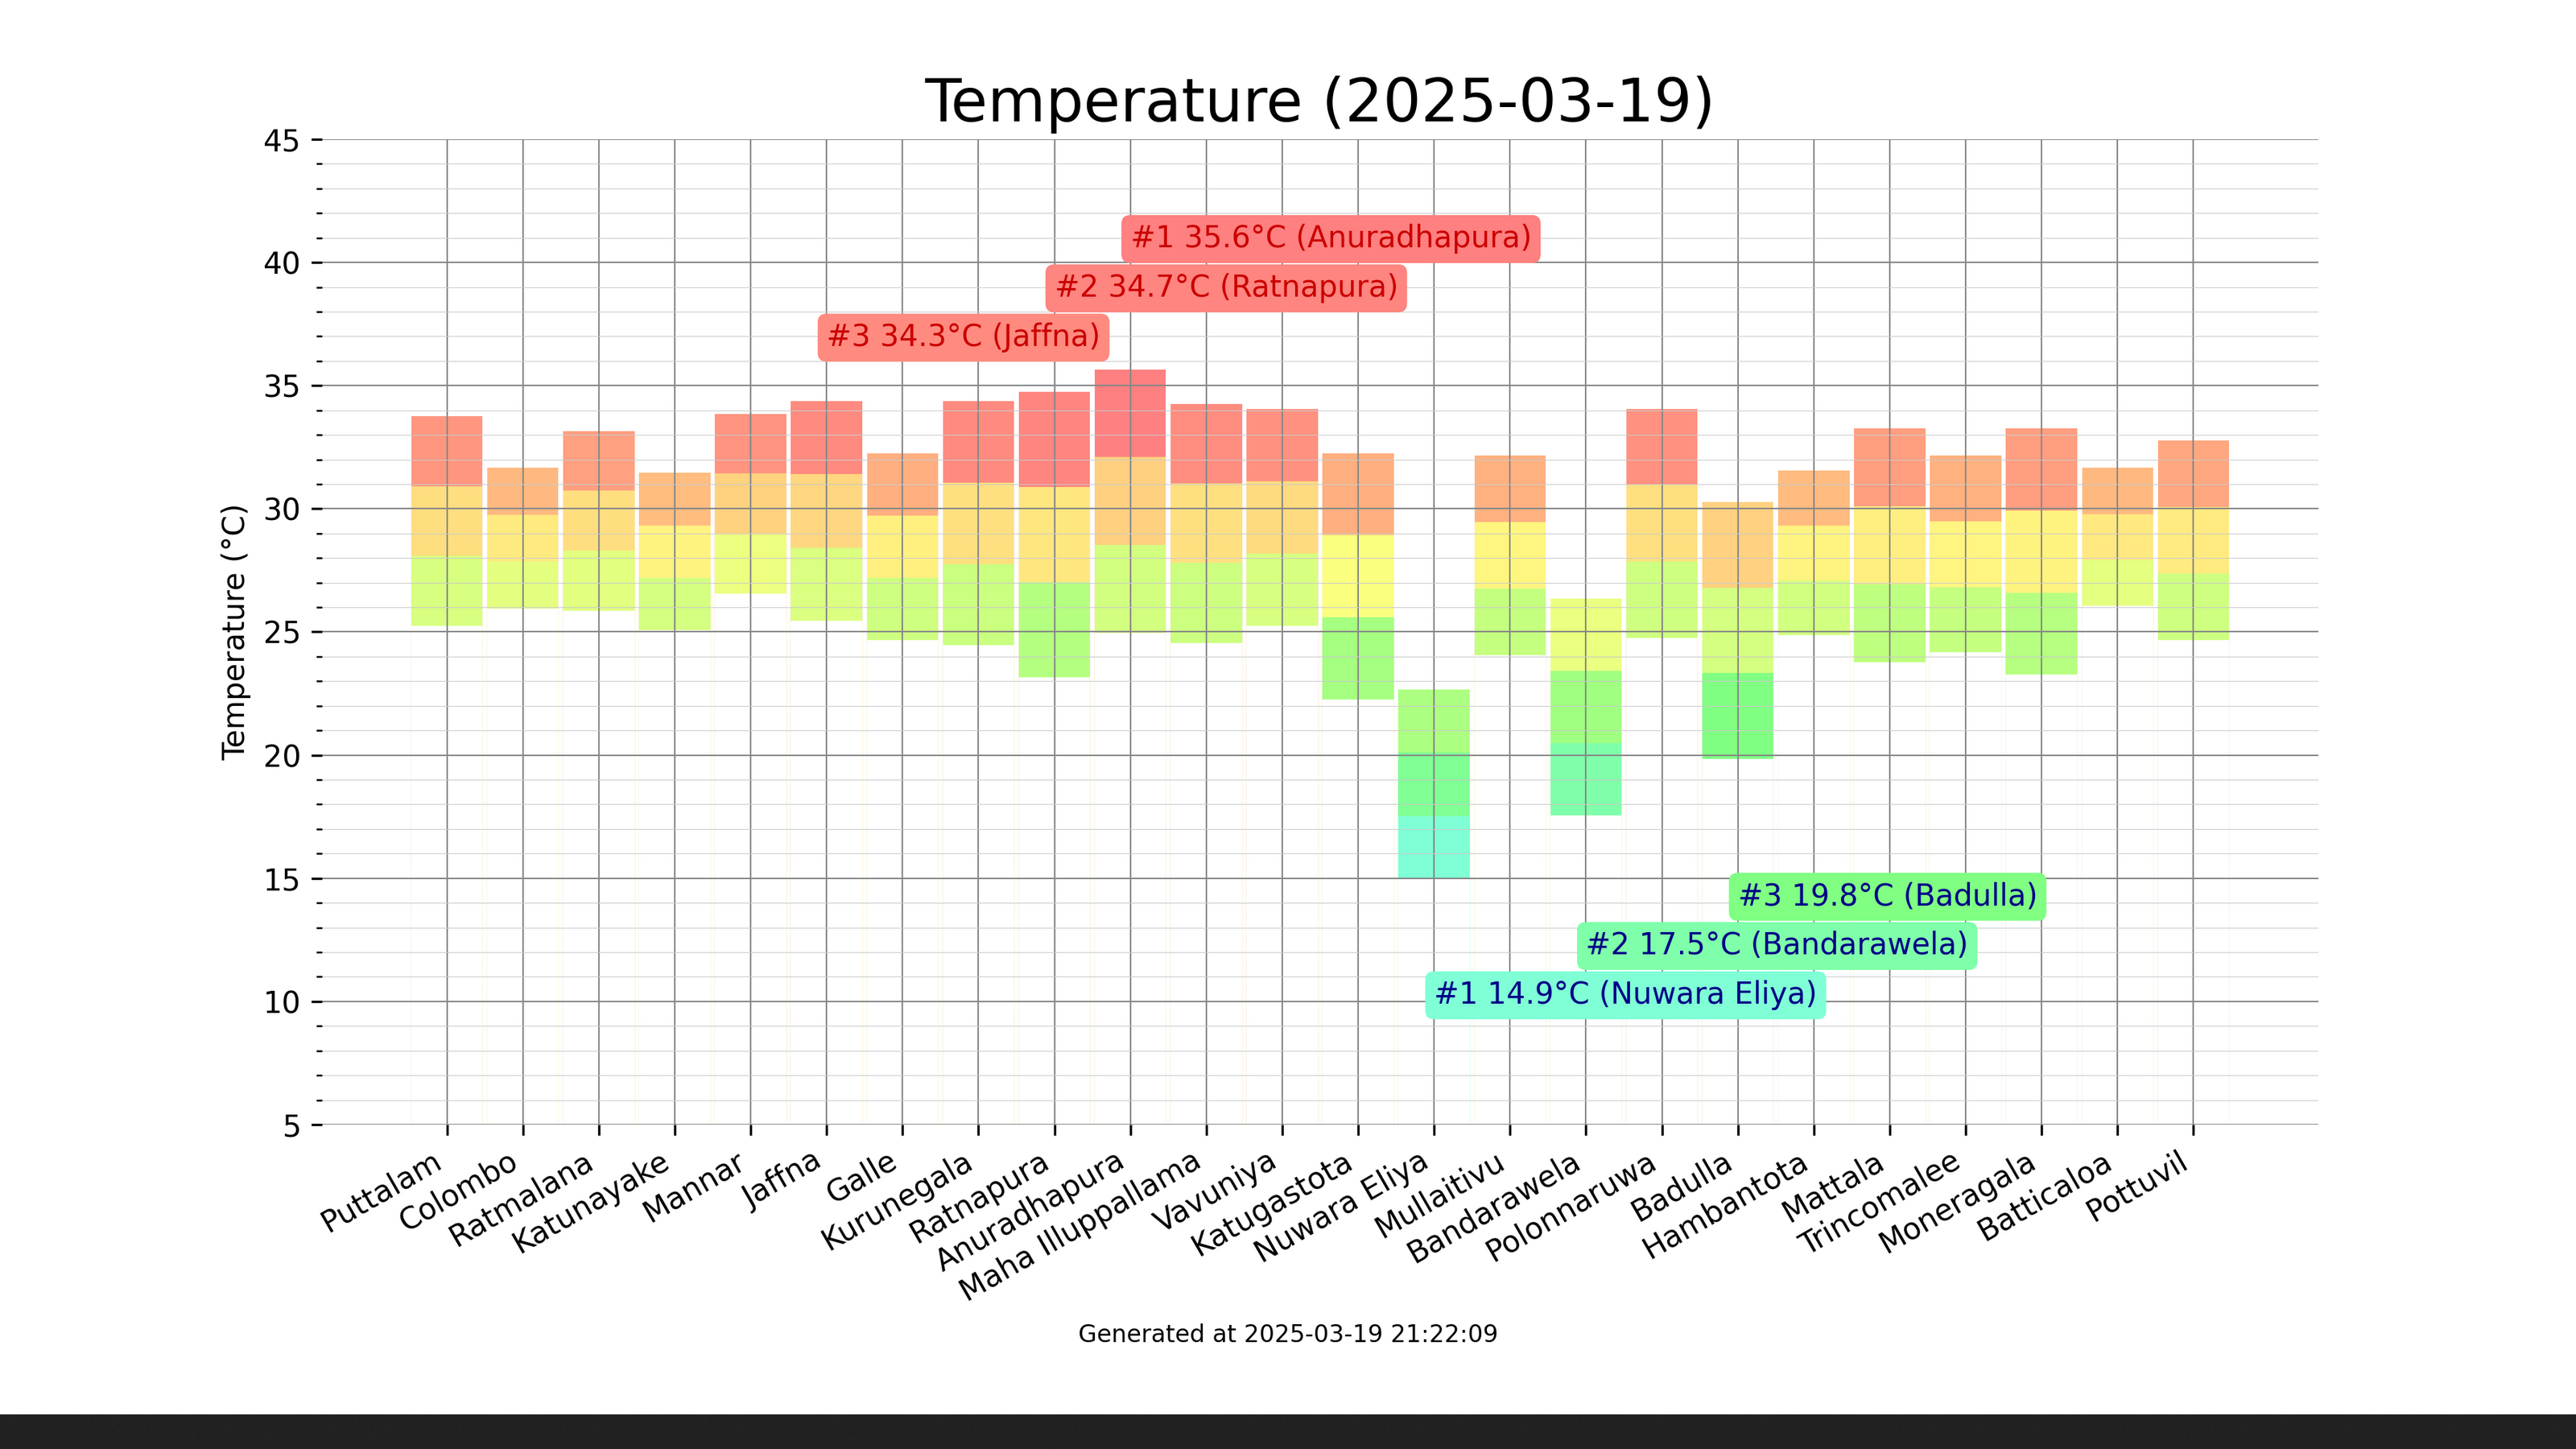 Temperature (2025-03-19)
Temperature (°C)
45
40
35
30
25
20
15
10
5
#1 35.6°C (Anuradhapura)
#2 34.7°C (Ratnapura)
#3 34.3°C (Jaffna)
#3 19.8°C (Badulla)
#2 17.5°C (Bandarawela)
#1 14.9°C (Nuwara Eliya)
Puttalam
Colombo
Ratmalana
Katunayake
Mannar
Jaffna
Galle
Kurunegala
Ratnapura
Anuradhapura
Maha Illuppallama
Vavuniya
Katugastota
Nuwara Eliya
Mullaitivu
Bandarawela
Polonnaruwa
Badulla
Hambantota
Mattala
Trincomalee
Moneragala
Batticaloa
Pottuvil
Generated at 2025-03-19 21:22:09